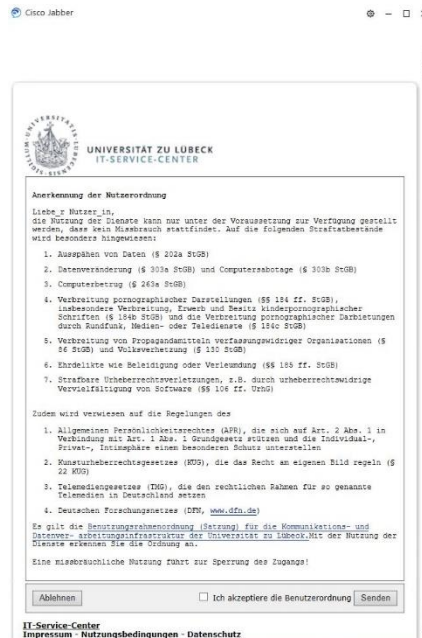 Cisco Jabber
UNIVERSITÄT ZU LÜBECK
IT-SERVICE-CENTER
Anerkennung der Nutzerordnung
Liebe_r Nutzer_in,
die Nutzung der Dienste kann nur unter der Voraussetzung zur Verfügung gestellt
werden, dass kein Missbrauch stattfindet. Auf die folgenden Straftatbestände
wird besonders hingewiesen:
1. Ausspähen von Daten (§ 202a StGB)
2. Datenveränderung (§ 303a StGB) und Computersabotage (§ 303b StGB)
3. Computerbetrug (§ 263a StGB)
4. Verbreitung pornographischer Darstellungen (§§ 184 ff. StGB),
insbesondere Verbreitung, Erwerb und Besitz kinderpornographischer
Schriften (§ 184b StGB) und die Verbreitung pornographischer Darbietungen
durch Rundfunk, Medien- oder Teledienste (§ 184c StGB)
5. Verbreitung von Propagandamitteln verfassungswidriger Organisationen (§
86 StGB) und Volksverhetzung (§ 130 StGB)
6. Ehrdelikte wie Beleidigung oder Verleumdung (§§ 185 ff. StGB)
7. Strafbare Urheberrechtsverletzungen, z.B. durch urheberrechtswidrige
Vervielfältigung von Software (§§ 106 ff. UrhG)
Zudem wird verwiesen auf die Regelungen des
1. Allgemeinen Persönlichkeitsrechtes (APR), die sich auf Art. 2 Abs. 1 in
Verbindung mit Art. 1 Abs. 1 Grundgesetz stützen und die Individual-,
Privat-, Intimsphäre einem besonderen Schutz unterstellen
2. Kunsturheberrechtsgesetzes (KUG), die das Recht am eigenen Bild regeln (§
22 KUG)
3. Telemediengesetzes (TMG), die den rechtlichen Rahmen für so genannte
Telemedien in Deutschland setzen
4. Deutschen Forschungsnetzes (DFN, www.dfn.de)
Es gilt die Benutzungsrahmenordnung (Satzung) für die Kommunikations- und
Datenver- arbeitungsinfrastruktur der Universität zu Lübeck.Mit der Nutzung der
Dienste erkennen Sie die Ordnung an.
Eine missbräuchliche Nutzung führt zur Sperrung des Zugangs!
Ablehnen
Ich akzeptiere die Benutzerordnung Senden
IT-Service-Center
Impressum - Nutzungsbedingungen - Datenschutz